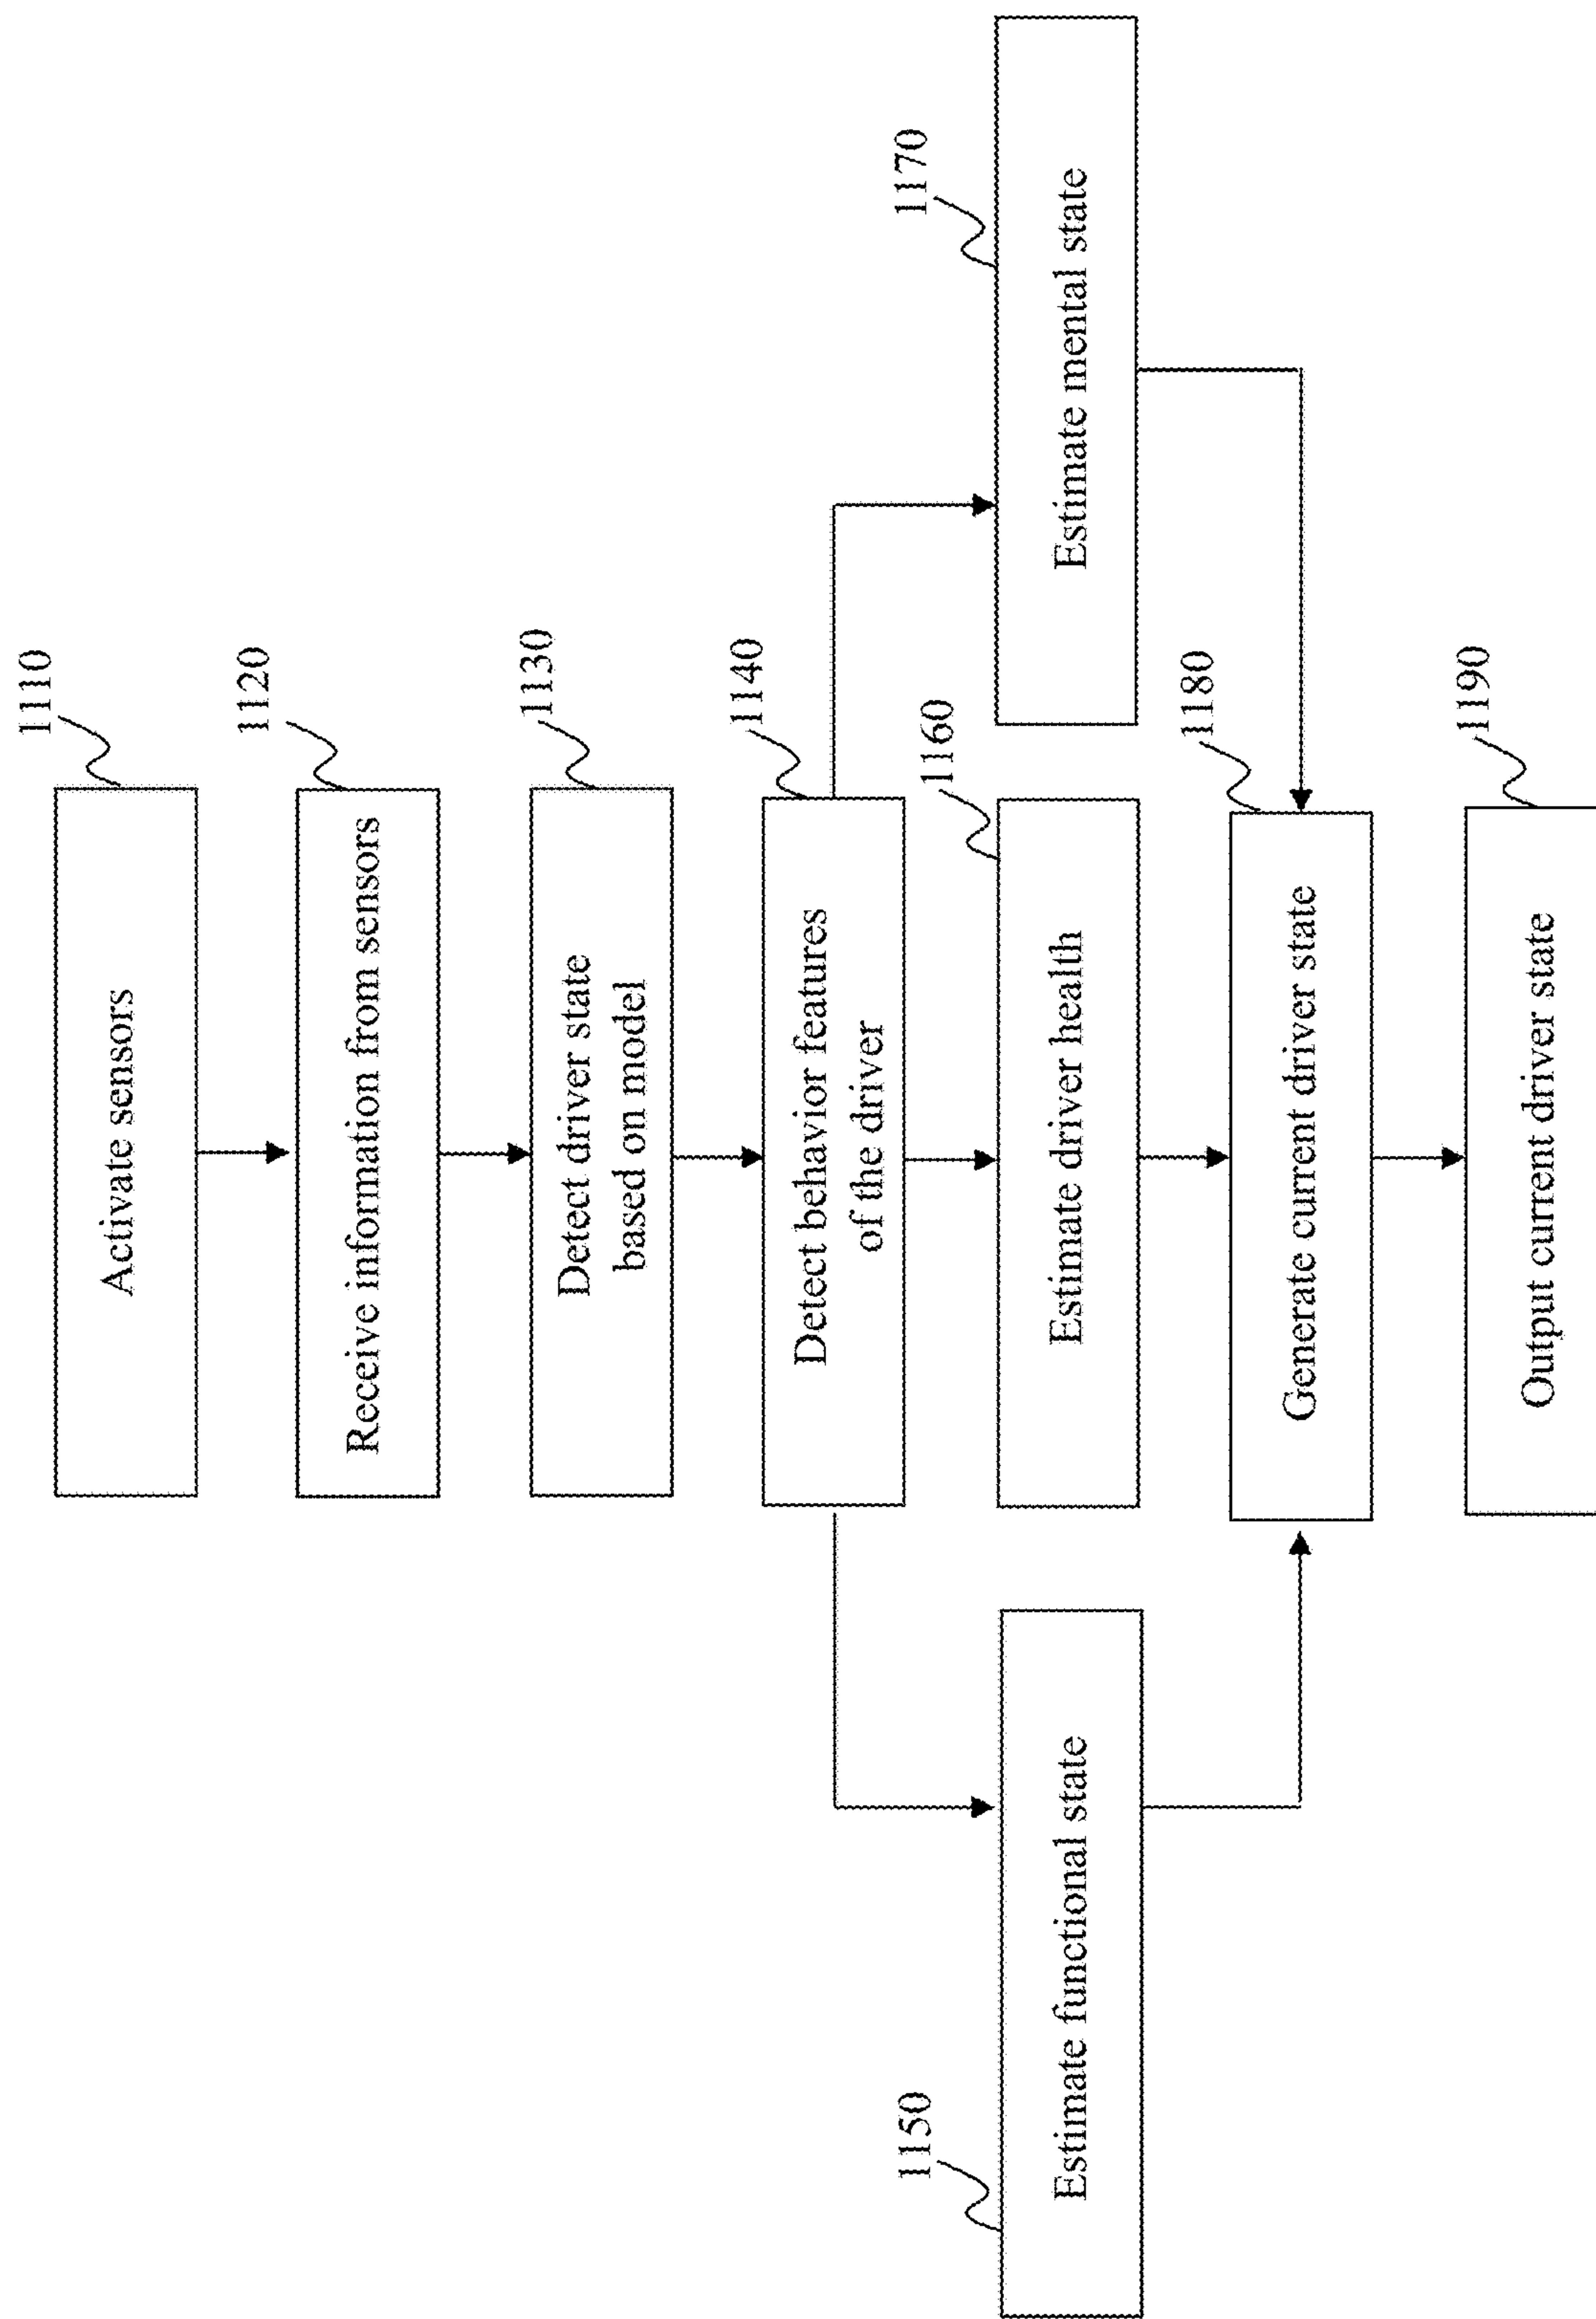 1110
Activate sensors
1120
Receive information from sensors
1130
Detect driver state
based on model
1140
Detect behavior features
of the driver
1150
Estimate functional state
1160
Estimate driver health
1170
Estimate mental state
1180
Generate current driver state
1190
Output current driver state